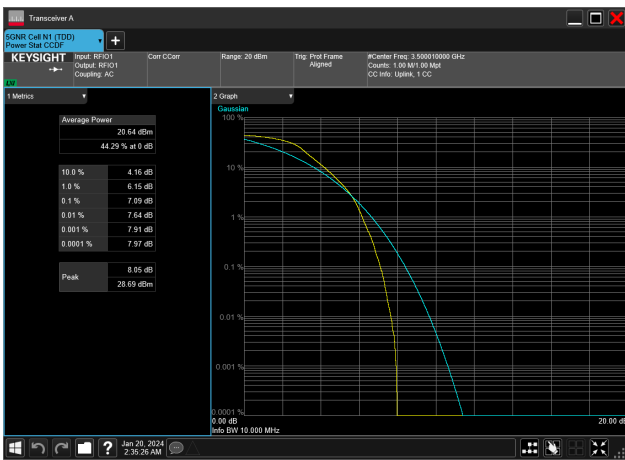 Transceiver A
5GNR Cell N1 (TDD)
Power Stat CCDF
KEYSIGHT
LV
Input: RFIO1
Output: RFIO1
Coupling: AC
Corr CCorr
Range: 20 dBm
Trig: Prot Frame
Aligned
#Center Freq: 3.500010000 GHz
Counts: 1.00 M/1.00 Mpt
CC Info: Uplink, 1 CC
1 Metrics
Average Power
20.64 dBm
44.29 % at 0 dB
10.0 % 4.16 dB
1.0 % 6.15 dB
0.1 % 7.09 dB
0.01 % 7.64 dB
0.001 % 7.91 dB
0.0001 % 7.97 dB
Peak
8.05 dB
28.69 dBm
2 Graph
Gaussian
100 %
10 %
1 %
0.1 %
0.01 %
0.001 %
0.0001 %
0.00 dB
20.00 dB
Info BW 10.000 MHz
?
Jan 20, 2024
2:35:26 AM